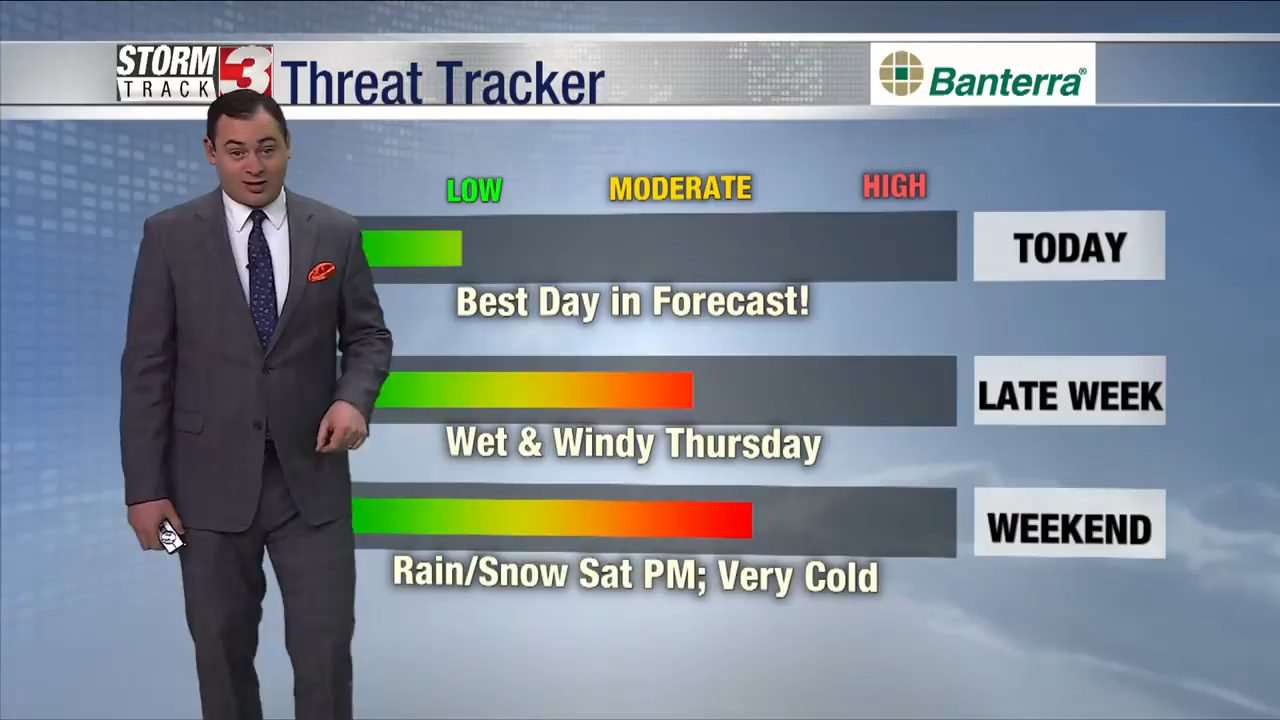 STORM
TRACK 3
Threat Tracker
Banterra®
LOW MODERATE HIGH
TODAY
Best Day in Forecast!
LATE WEEK
Wet & Windy Thursday
WEEKEND
Rain/Snow Sat PM; Very Cold